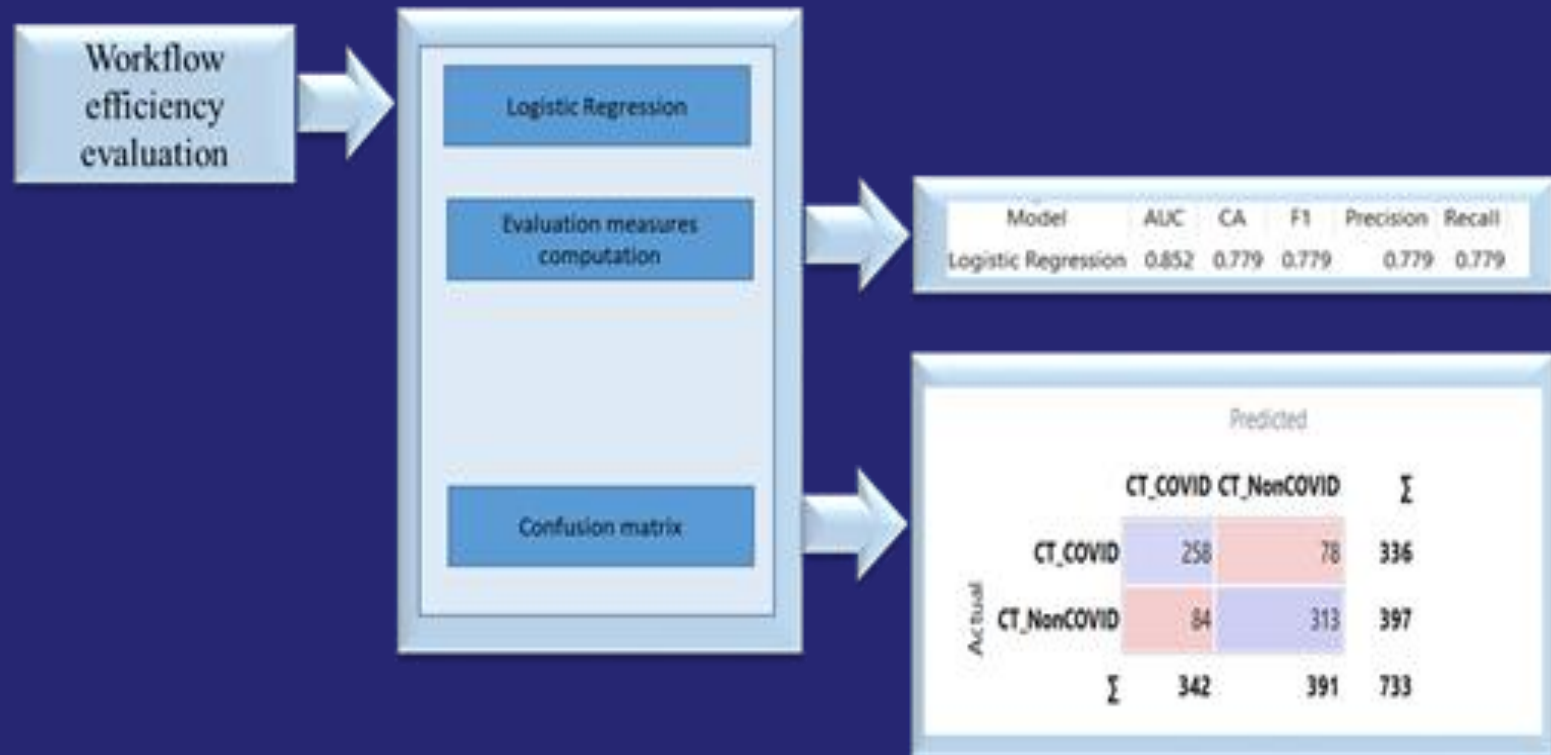 Workflow
efficiency
evaluation
Logistic Regression
Evaluation measures
computation
Confusion matrix
Model AUC CA F1 Precision Recall
Logistic Regression 0.852 0.779 0.779 0.779 0.779
Predicted
CT_COVID CT_NonCOVID Σ
CT_COVID 258 78 336
Actual
CT_NonCOVID 84 313 397
Σ 342 391 733